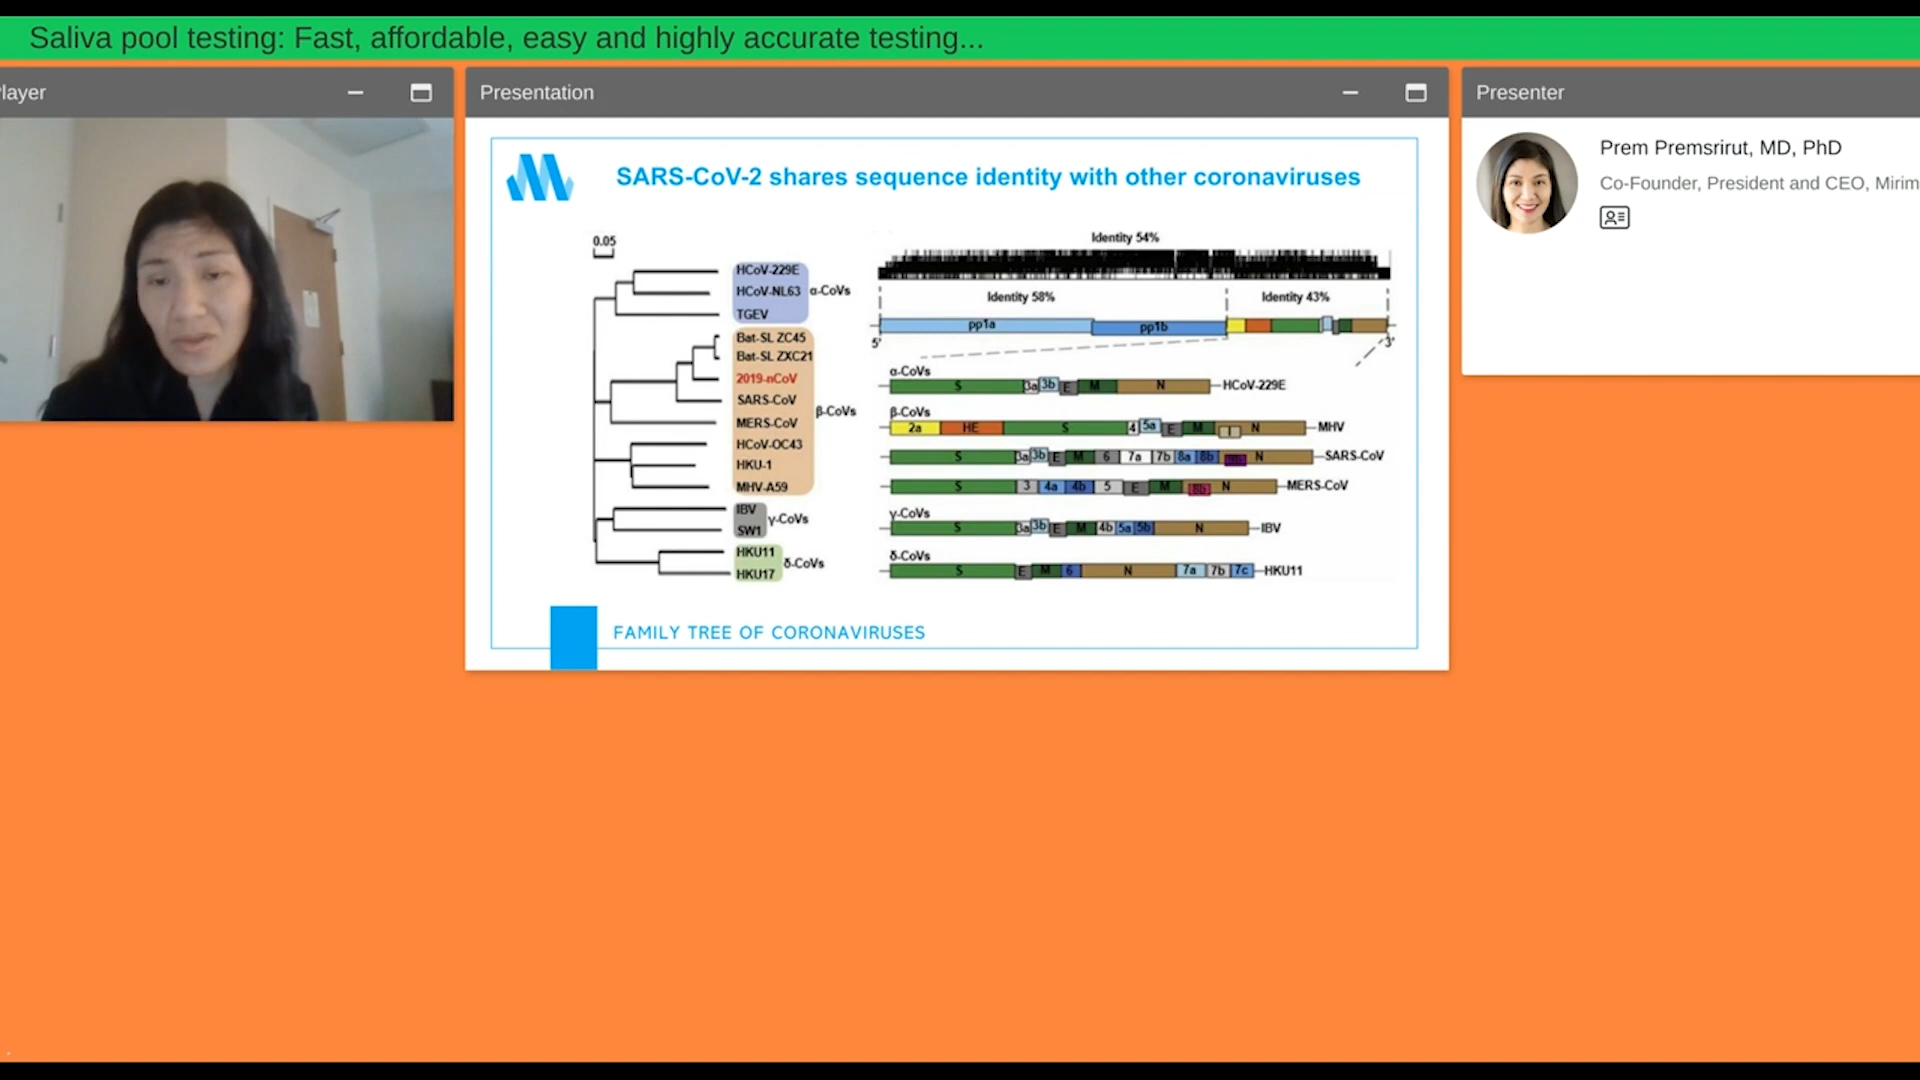 Saliva pool testing: Fast, affordable, easy and highly accurate testing...
layer
Presentation
Presenter
Prem Premsrirut, MD, PhD
Co-Founder, President and CEO, Mirim
SARS-CoV-2 shares sequence identity with other coronaviruses
0.05
HCoV-229E
HCoV-NL63
TGEV
α-CoVs
Bat-SL ZC45
Bat-SL ZXC21
2019-nCoV
SARS-CoV
MERS-CoV
HCoV-OC43
HKU-1
MHV-A59
β-CoVs
IBV
SW1
γ-CoVs
HKU11
HKU17
δ-CoVs
Identity 54%
Identity 58% Identity 43%
pp1a pp1b
5' 3'
α-CoVs
S 3a 3b E M N HCoV-229E
β-CoVs
2a HE S 4 5a E M I N MHV
S 3a 3b E M 6 7a 7b 8a 8b N SARS-CoV
S 3 4a 4b 5 E M 8b N MERS-CoV
γ-CoVs
S 3a 3b E M 4b 5a 5b N IBV
δ-CoVs
S E M 6 N 7a 7b 7c HKU11
FAMILY TREE OF CORONAVIRUSES